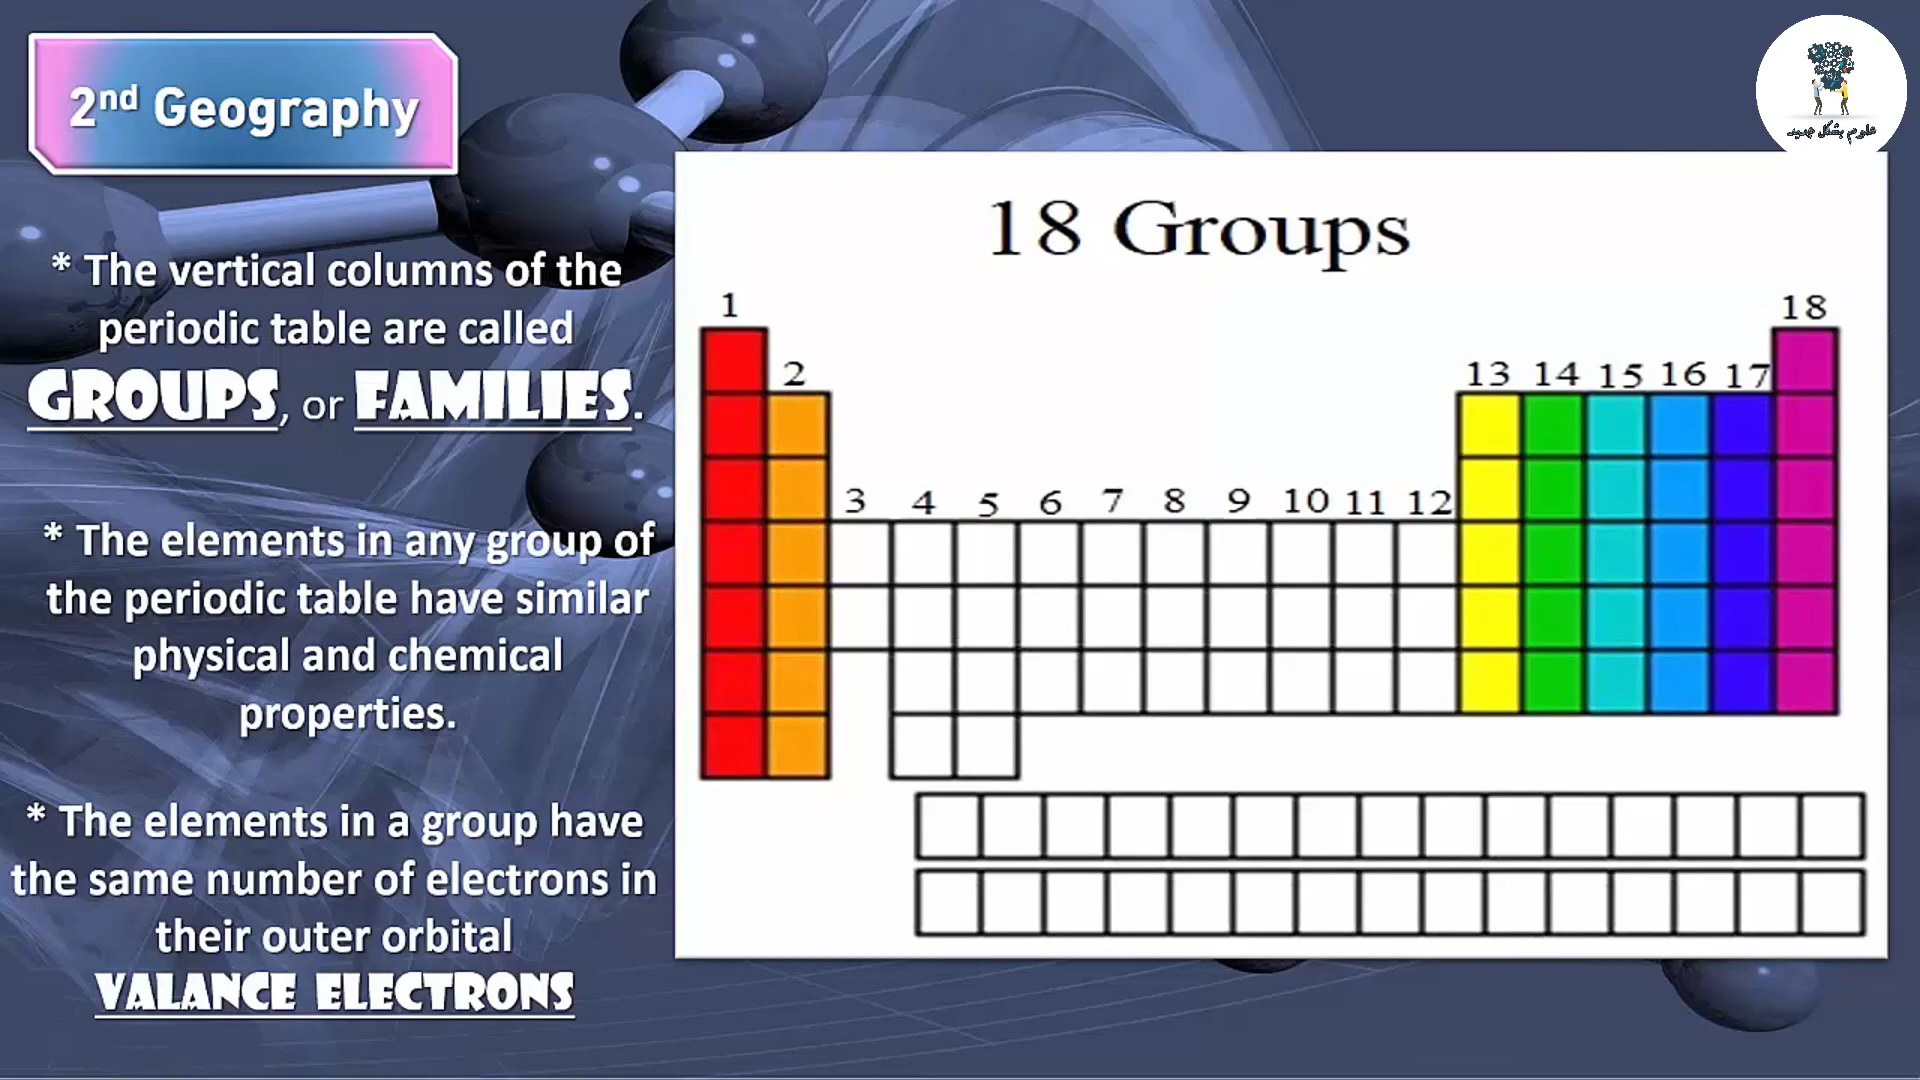 2nd Geography
علوم بشكل جديد
* The vertical columns of the
periodic table are called
GROUPS, or FAMILIES.
* The elements in any group of
the periodic table have similar
physical and chemical
properties.
* The elements in a group have
the same number of electrons in
their outer orbital
VALANCE ELECTRONS
18 Groups
1 18
2 13 14 15 16 17
3 4 5 6 7 8 9 10 11 12